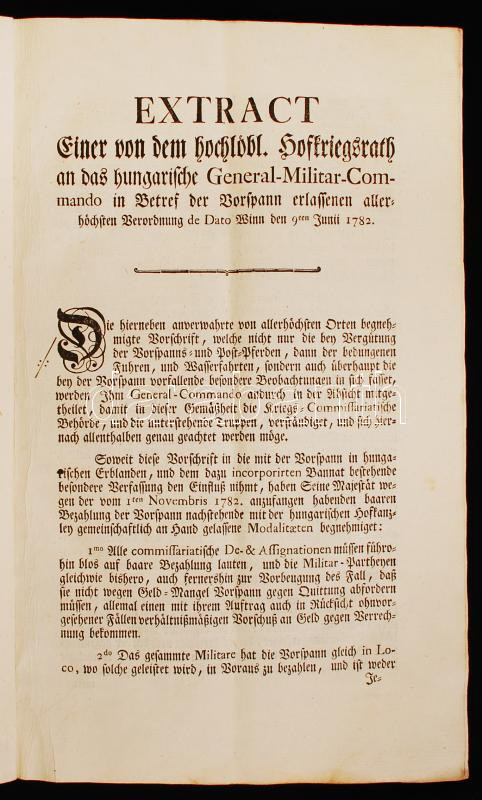 EXTRACT
Einer von dem hochlöbl. Hofkriegsrath
an das hungarische General-Militar-Com-
mando in Betref der Vorspann erlassenen aller-
höchsten Verordnung de Dato Winn den 9ten Junii 1782.
Die hierneben anverwahrte von allerhöchsten Orten begneh-
migte Vorschrift, welche nicht nur die bey Vergütung
der Vorspanns- und Post-Pferden, dann der bedungenen
Fuhren, und Wasserfahrten, sondern auch überhaupt die
bey der Vorspann vorfallende besondere Beobachtungen in sich fasset,
werden Ihm General-Commando andurch in der Absicht mitge-
theilet, damit in dieser Gemäßheit die Kriegs-Commissariatische
Behörde, und die unterstehende Truppen, verständiget, und sich hier-
nach allenthalben genau geachtet werden möge.
Soweit diese Vorschrift in die mit der Vorspann in hunga-
rischen Erblanden, und dem dazu incorporirten Bannat bestehende
besondere Verfassung den Einfluß nihmt, haben Seine Majestät we-
gen der vom 1ten Novembris 1782. anzufangen habenden baaren
Bezahlung der Vorspann nachstehende mit der hungarischen Hofkanz-
ley gemeinschaftlich an Hand gelassene Modalitæten begnehmiget:
1mo Alle commissariatische De- & Assignationen müssen führo-
hin blos auf baare Bezahlung lauten, und die Militar-Partheyen
gleichwie bishero, auch fernershin zur Vorbeugung des Fall, daß
sie nicht wegen Geld-Mangel Vorspann gegen Quittung abfordern
müssen, allemal einen mit ihrem Auftrag auch in Rücksicht ohnvor-
gesehener Fällen verhältnißmäßigen Vorschuß an Geld gegen Verrech-
nung bekommen.
2do Das gesammte Militare hat die Vorspann gleich in Lo-
co, wo solche geleistet wird, in Voraus zu bezahlen, und ist weder
Je-